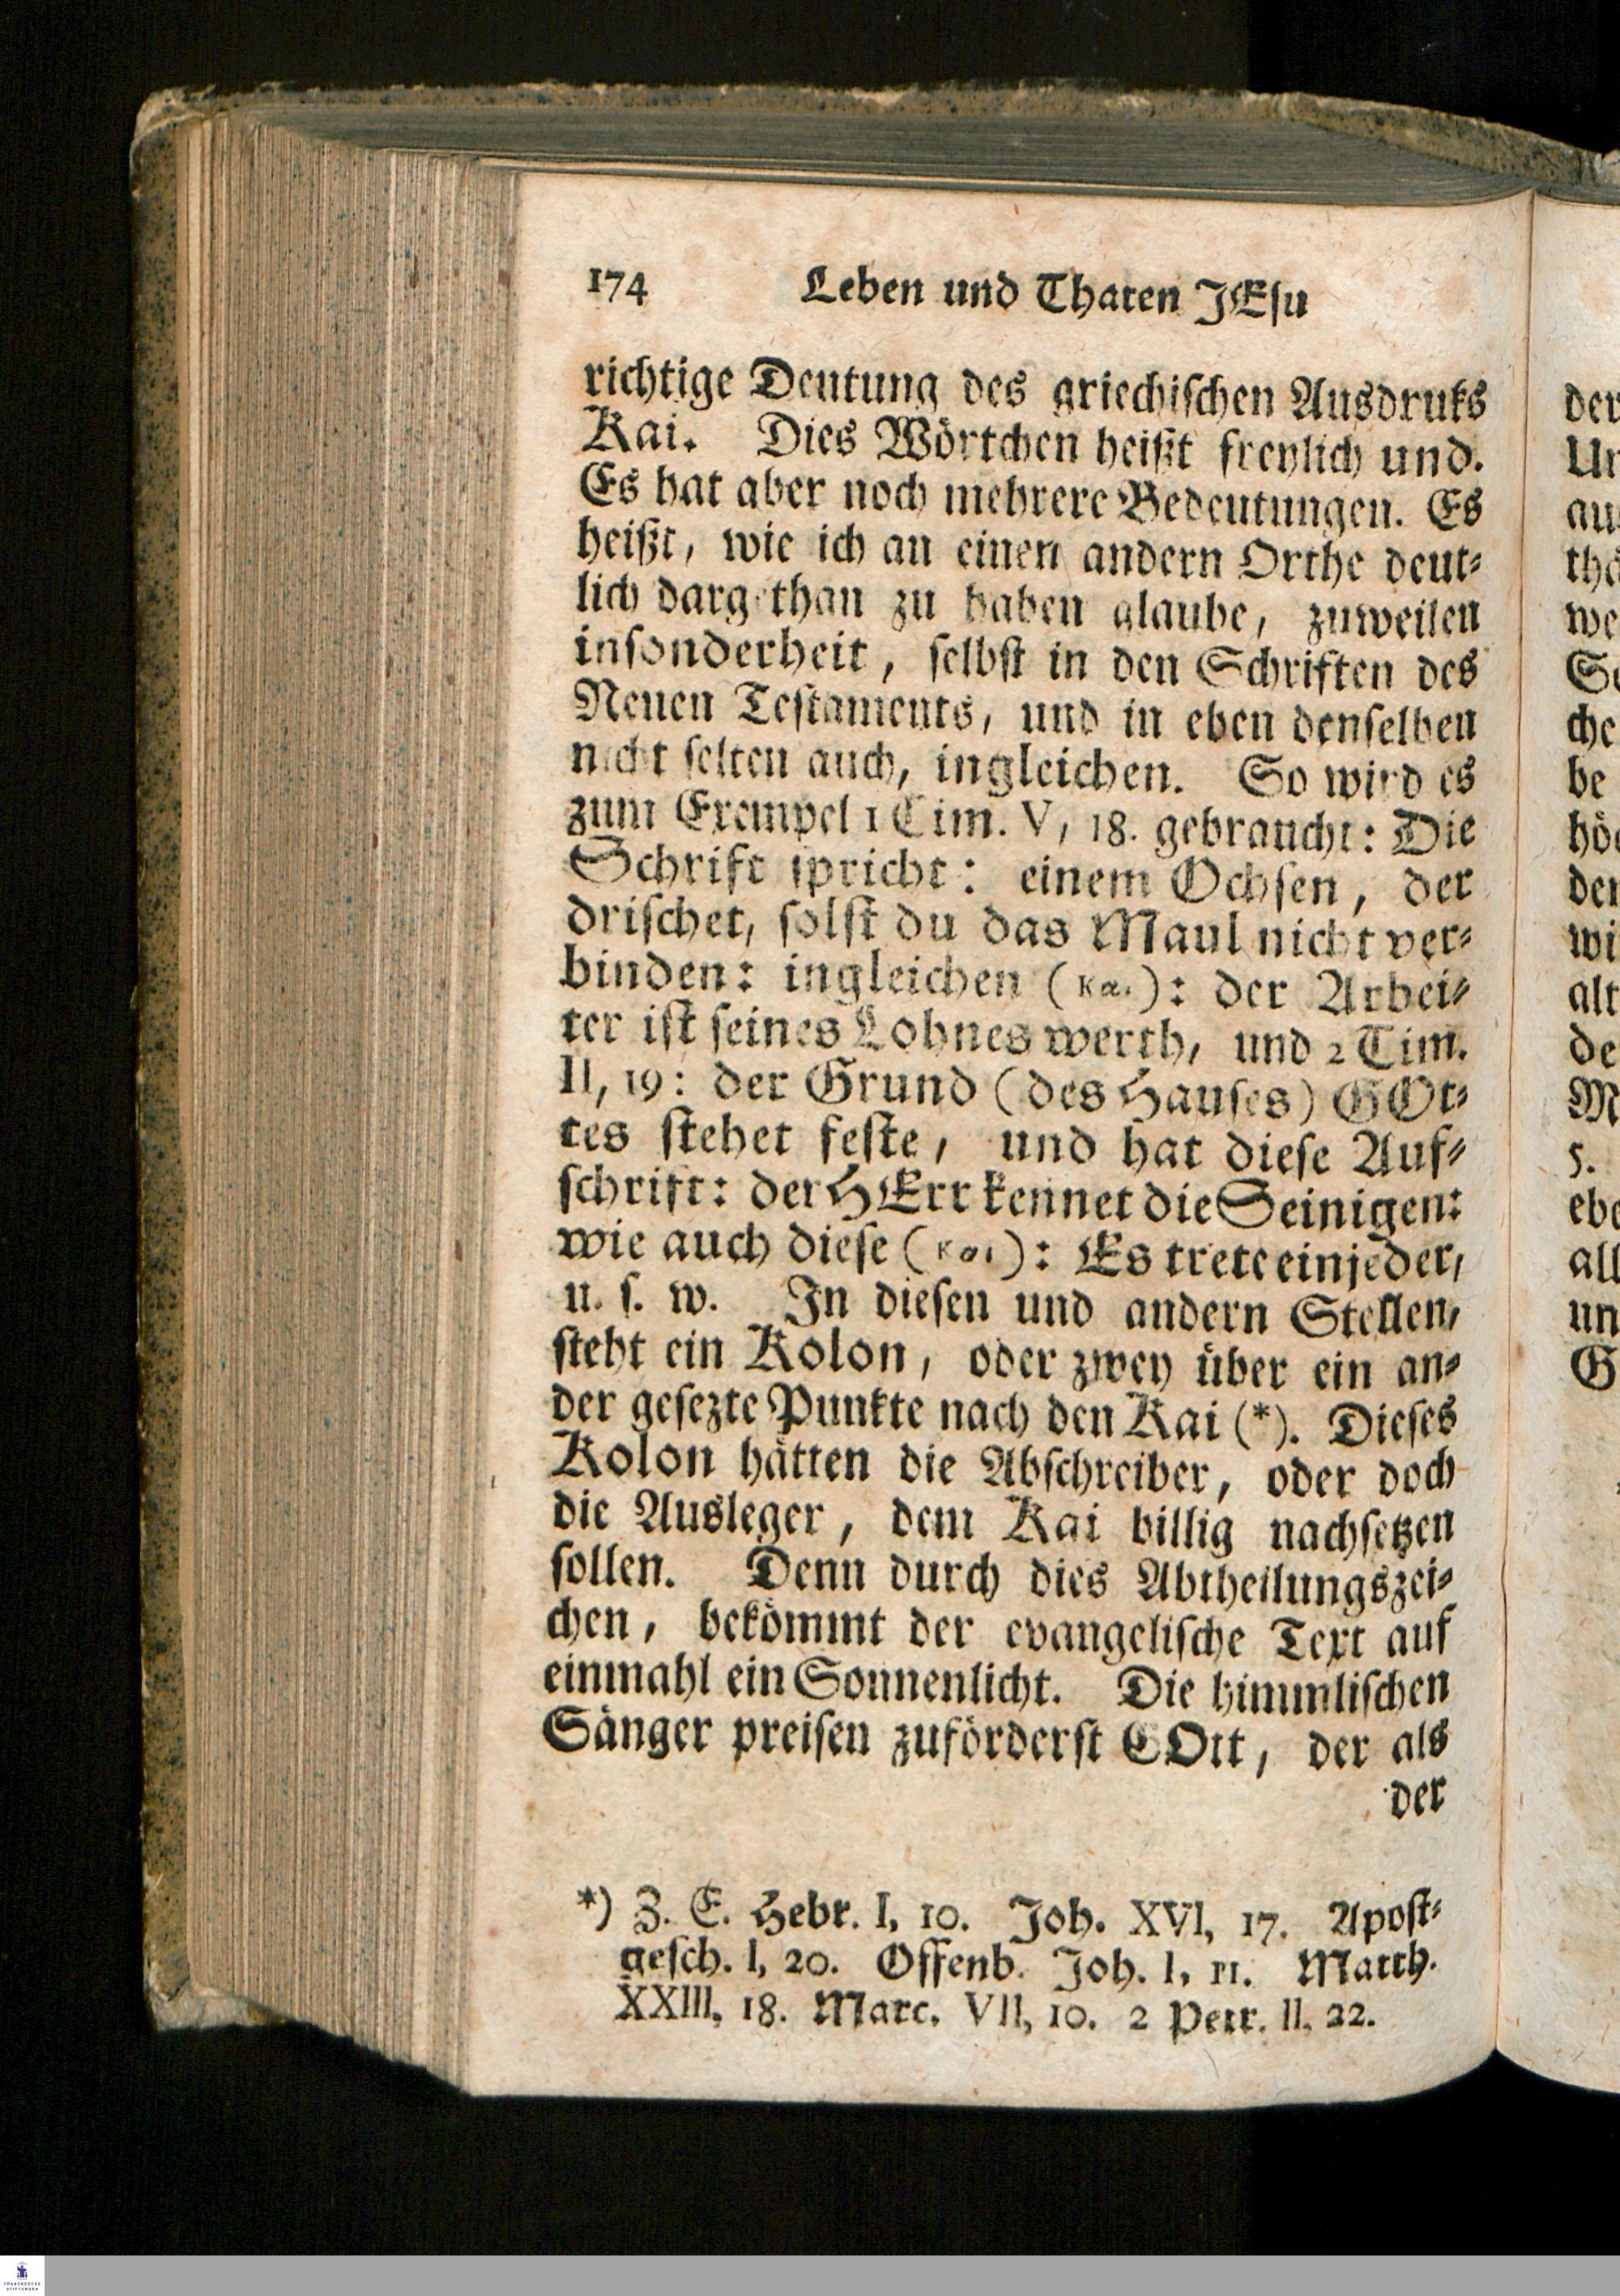 174 Leben und Thaten JEsu
richtige Deutung des griechischen Ausdruks
Kai. Dies Wörtchen heißt freylich und.
Es hat aber noch mehrere Bedeutungen. Es
heißt, wie ich an einen andern Orthe deut-
lich dargethan zu haben glaube, zuweilen
insonderheit, selbst in den Schriften des
Neuen Testaments, und in eben denselben
nicht selten auch, ingleichen. So wird es
zum Exempel 1 Tim. V, 18. gebraucht: Die
Schrift spricht: einem Ochsen, der
drischet, solst du das Maul nicht ver-
binden: ingleichen (και): der Arbei-
ter ist seines Lohnes werth, und 2 Tim.
II, 19: der Grund (des Hauses) GOt-
tes stehet feste, und hat diese Auf-
schrift: der HErr kennet die Seinigen:
wie auch diese (και): Es trete einjeder,
u. s. w. In diesen und andern Stellen,
steht ein Kolon, oder zwey über ein an-
der gesezte Punkte nach den Kai (*). Dieses
Kolon hätten die Abschreiber, oder doch
die Ausleger, dem Kai billig nachsetzen
sollen. Denn durch dies Abtheilungszei-
chen, bekömmt der evangelische Text auf
einmahl ein Sonnenlicht. Die himmlischen
Sänger preisen zuförderst GOtt, der als
der
*) Z. E. Hebr. I, 10. Joh. XVI, 17. Apost-
gesch. I, 20. Offenb. Joh. I, 11. Matth.
XXIII, 18. Marc. VII, 10. 2 Petr. II, 22.